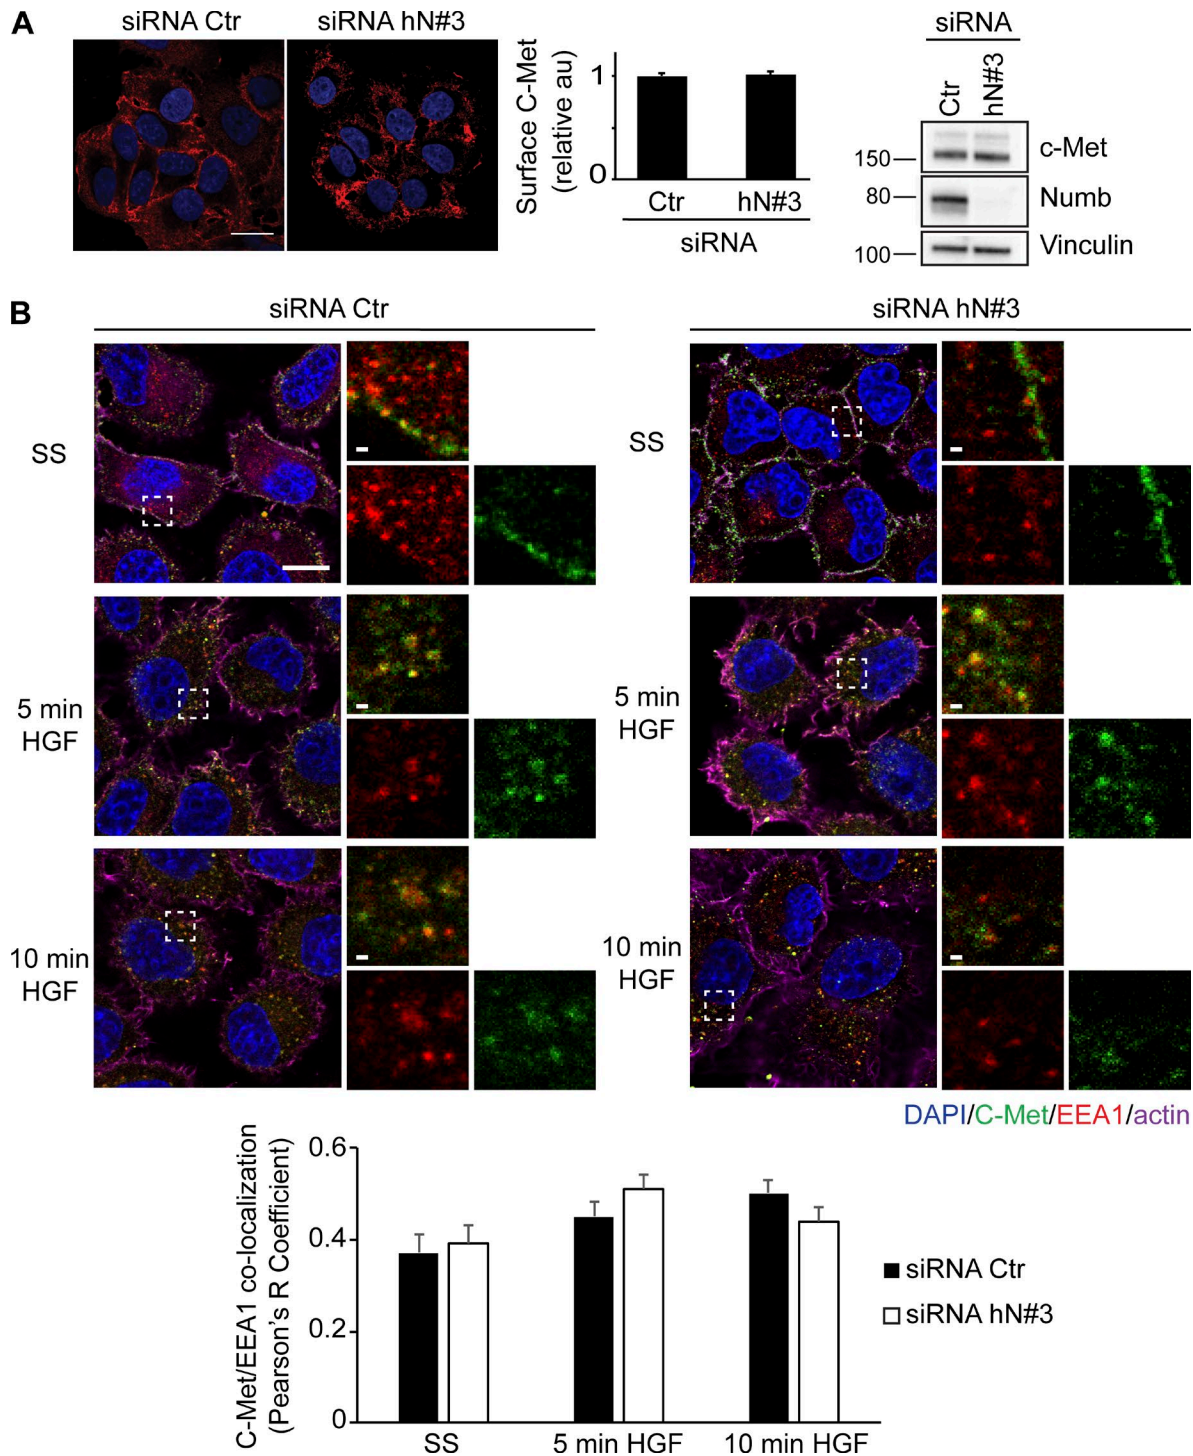 A
siRNA Ctr
siRNA hN#3
Surface C-Met
(relative au)
1
0
Ctr
hN#3
siRNA
siRNA
Ctr
hN#3
150
c-Met
80
Numb
100
Vinculin
B
siRNA Ctr
siRNA hN#3
SS
SS
5 min
HGF
5 min
HGF
10 min
HGF
10 min
HGF
DAPI/C-Met/EEA1/actin
C-Met/EEA1 co-localization
(Pearson's R Coefficient)
0.6
0.4
0.2
0
SS
5 min HGF
10 min HGF
siRNA Ctr
siRNA hN#3